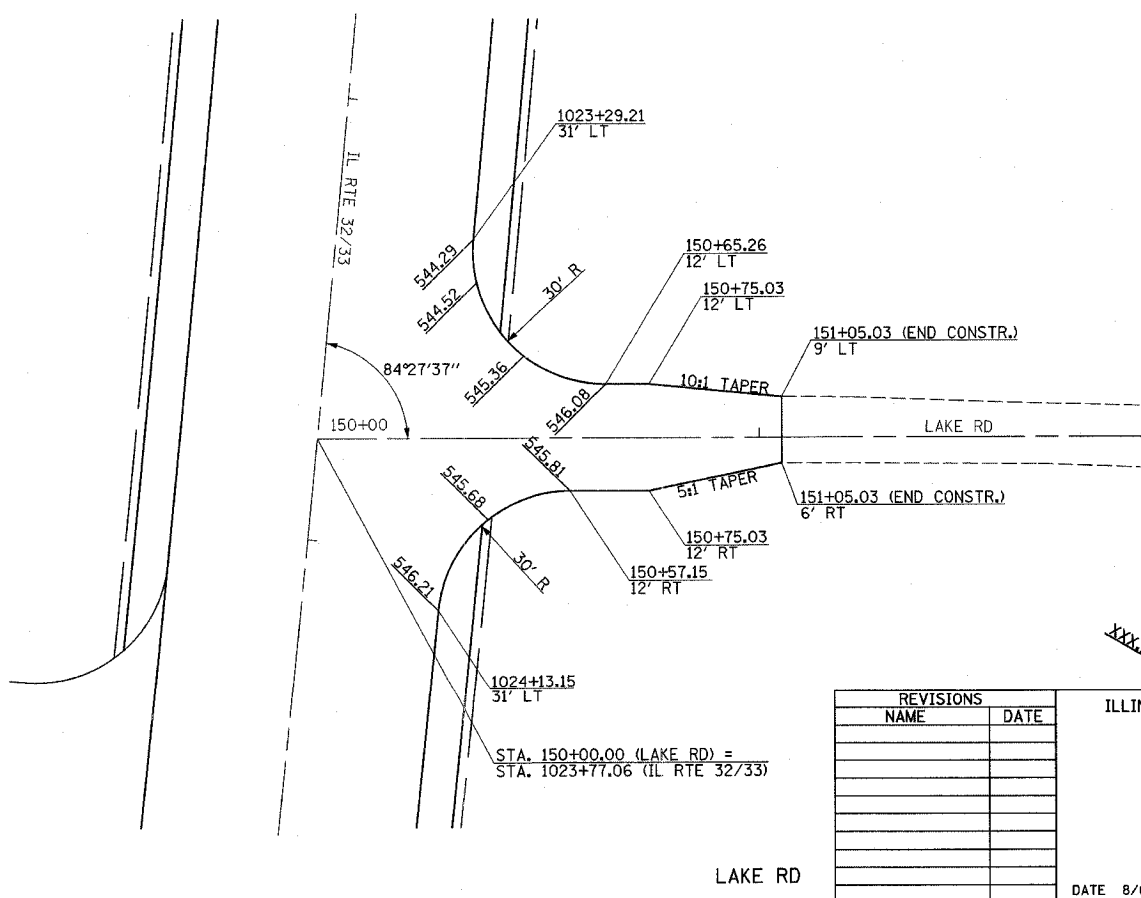 1023+29.21
31' LT
IL RTE 32/33
544.29
544.52
30' R
150+65.26
12' LT
150+75.03
12' LT
151+05.03 (END CONSTR.)
9' LT
84°27'37''
545.36
10:1 TAPER
546.08
150+00
LAKE RD
545.81
545.68
5:1 TAPER
151+05.03 (END CONSTR.)
6' RT
150+75.03
12' RT
30' R
150+57.15
12' RT
546.21
1024+13.15
31' LT
STA. 150+00.00 (LAKE RD) =
STA. 1023+77.06 (IL RTE 32/33)
LAKE RD
REVISIONS
NAME DATE
DATE